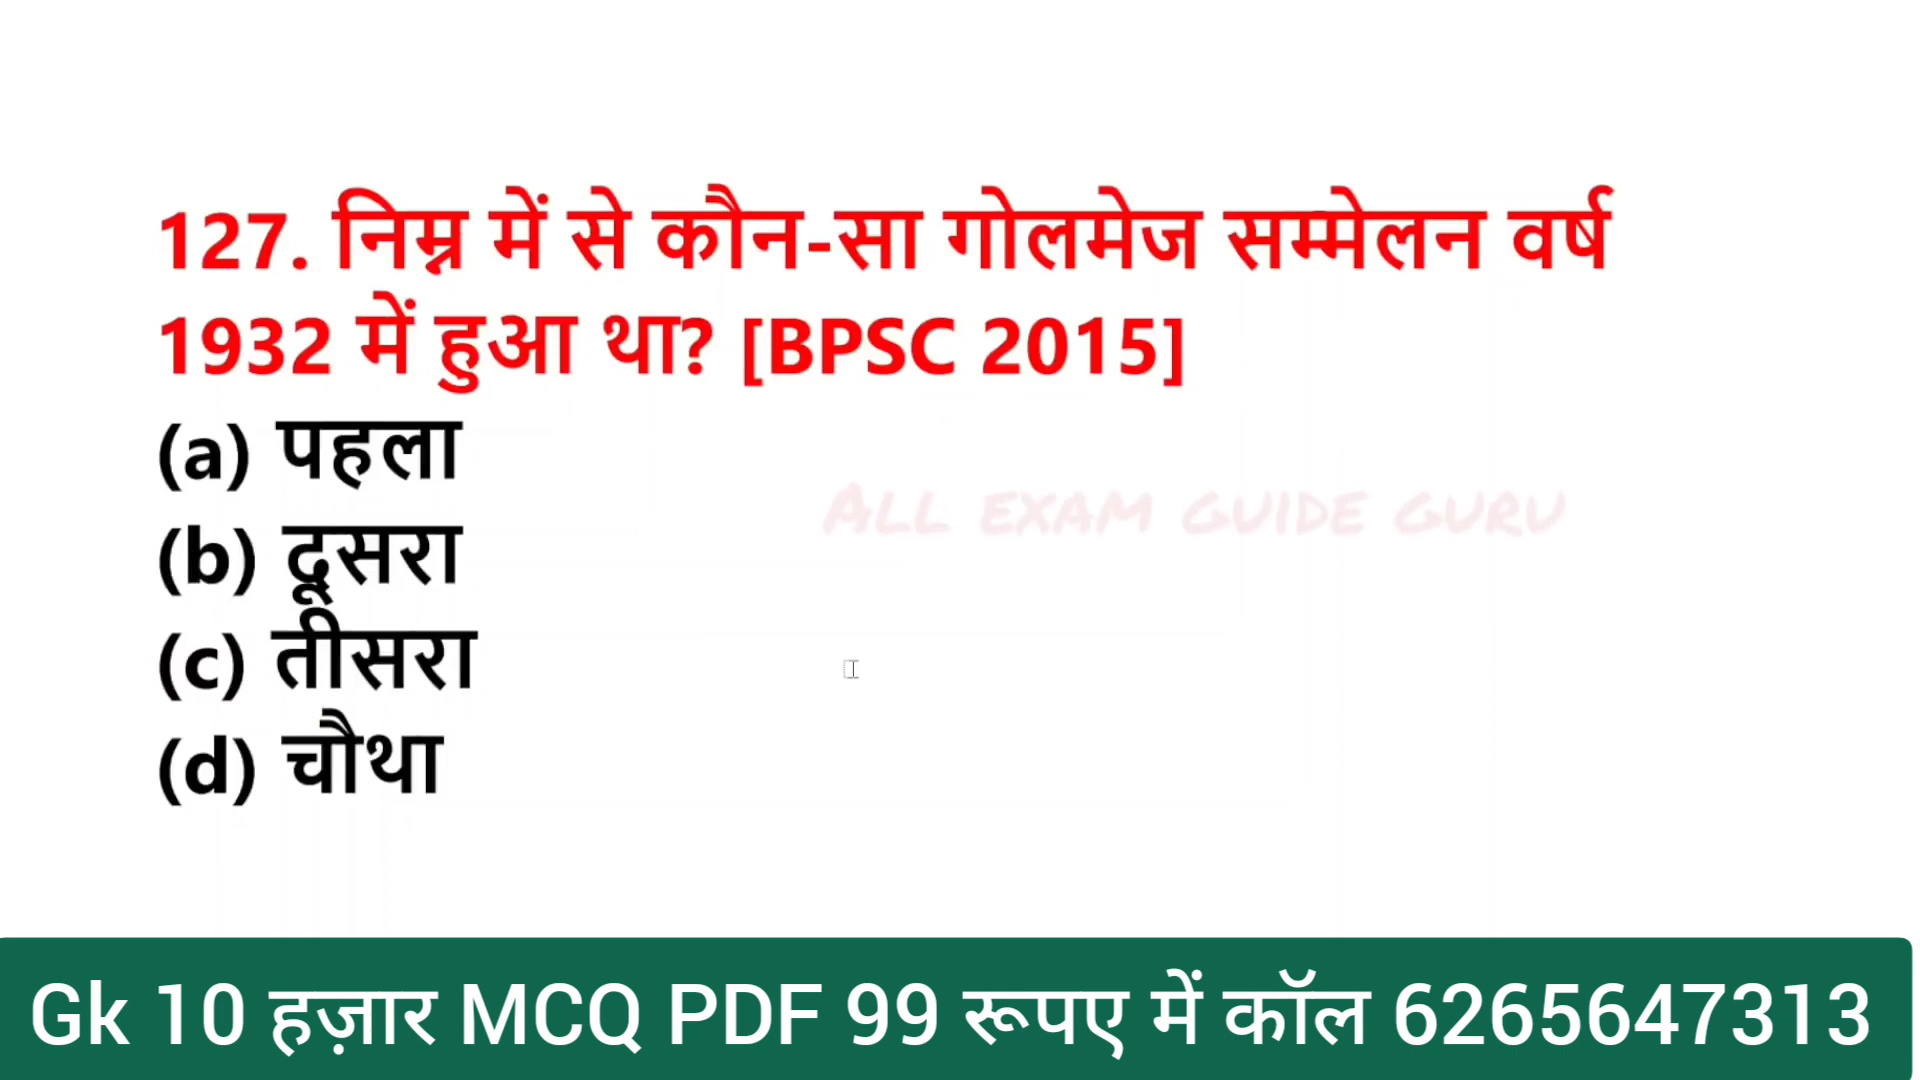 127. निम्न में से कौन-सा गोलमेज सम्मेलन वर्ष
1932 में हुआ था? [BPSC 2015]
(a) पहला
(b) दूसरा
ALL EXAM GUIDE GURU
(c) तीसरा
(d) चौथा
Gk 10 हज़ार MCQ PDF 99 रूपए में कॉल 6265647313